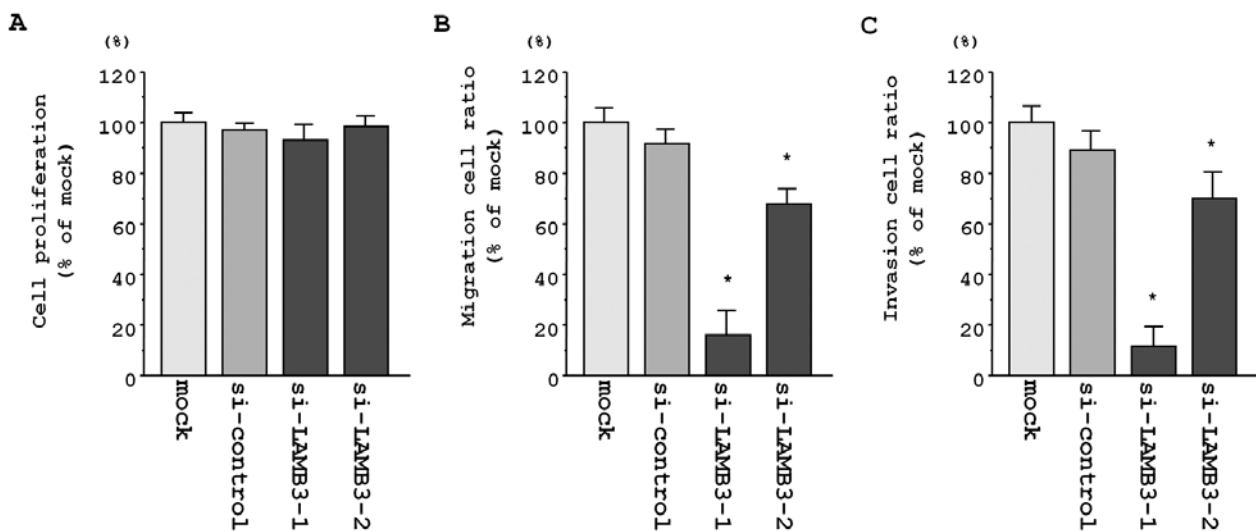 A
(%)
Cell proliferation
(% of mock)
120
100
80
60
40
20
0
mock
si-control
si-LAMB3-1
si-LAMB3-2
B
(%)
Migration cell ratio
(% of mock)
120
100
80
60
40
20
0
*
*
mock
si-control
si-LAMB3-1
si-LAMB3-2
C
(%)
Invasion cell ratio
(% of mock)
120
100
80
60
40
20
0
*
*
mock
si-control
si-LAMB3-1
si-LAMB3-2